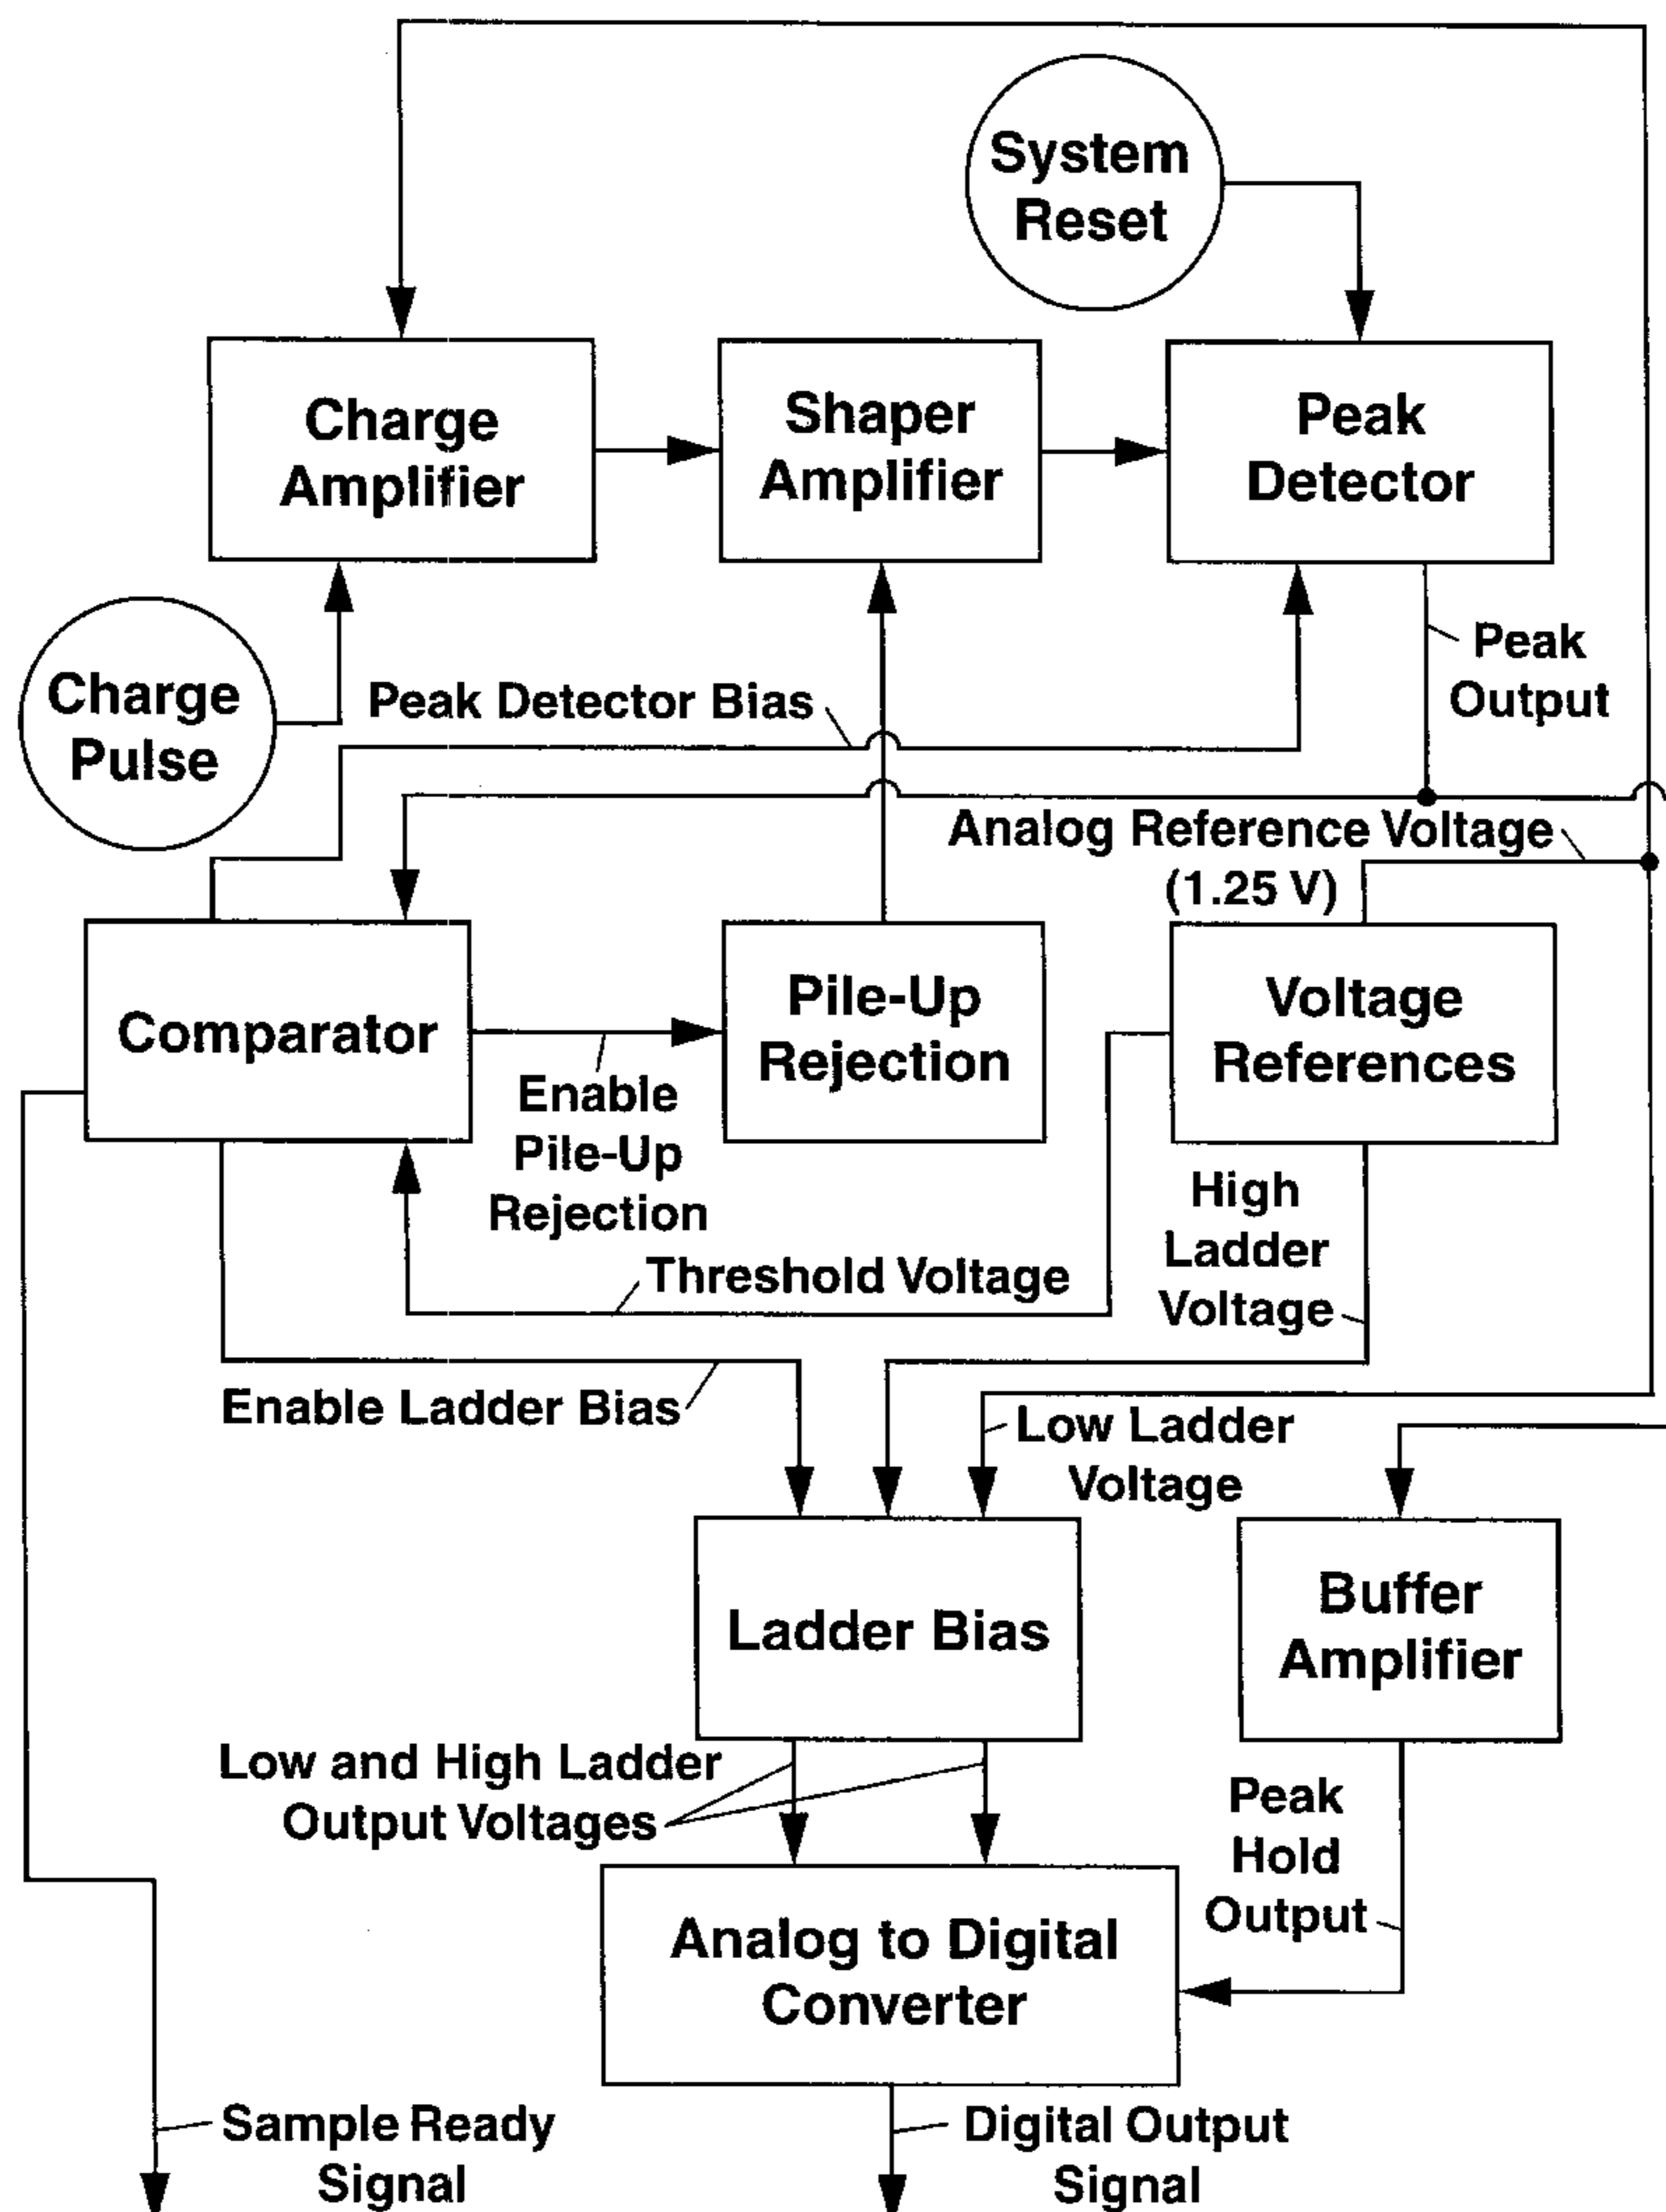 System
Reset
Charge
Amplifier
Shaper
Amplifier
Peak
Detector
Charge
Pulse
Peak Detector Bias
Peak
Output
Analog Reference Voltage
(1.25 V)
Comparator
Enable
Pile-Up
Rejection
Pile-Up
Rejection
Voltage
References
High
Ladder
Voltage
Threshold Voltage
Enable Ladder Bias
Low Ladder
Voltage
Ladder Bias
Buffer
Amplifier
Low and High Ladder
Output Voltages
Peak
Hold
Output
Analog to Digital
Converter
Sample Ready
Signal
Digital Output
Signal